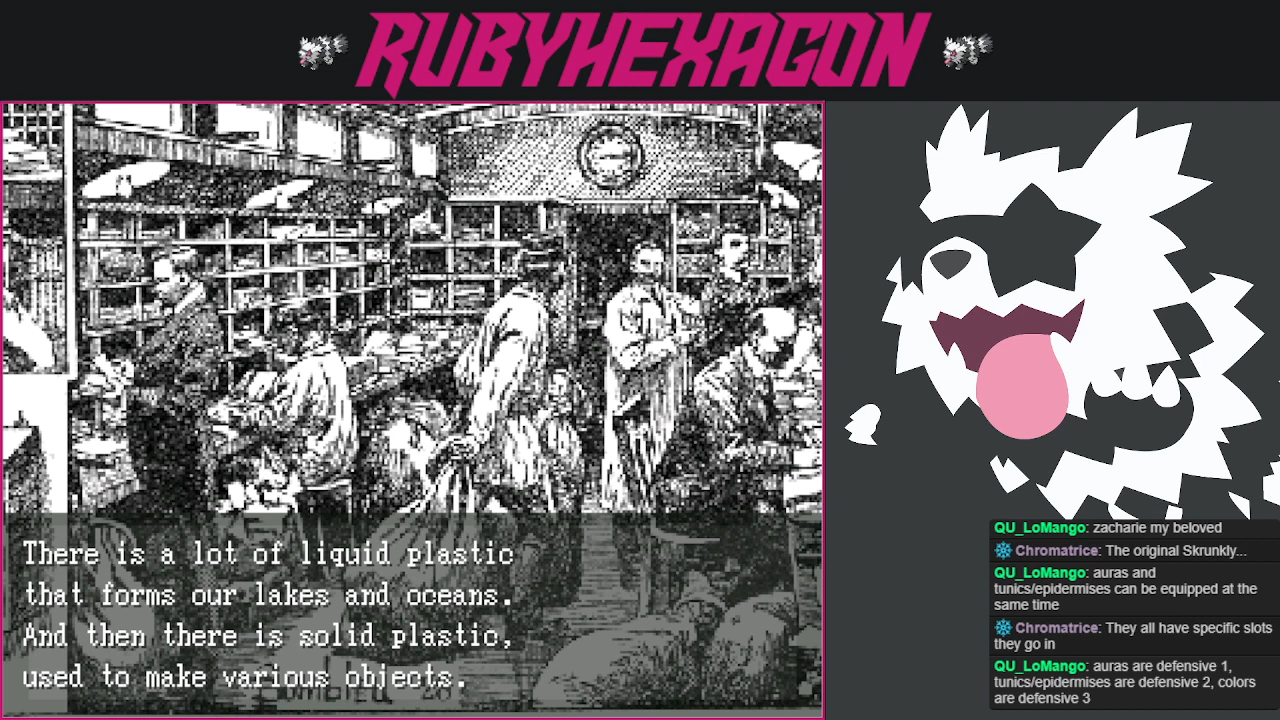 RUBYHEXAGON
There is a lot of liquid plastic
that forms our lakes and oceans.
And then there is solid plastic,
used to make various objects.
QU_LoMango: zacharie my beloved
Chromatrice: The original Skrunkly...
QU_LoMango: auras and
tunics/epidermises can be equipped at the
same time
Chromatrice: They all have specific slots
they go in
QU_LoMango: auras are defensive 1,
tunics/epidermises are defensive 2, colors
are defensive 3